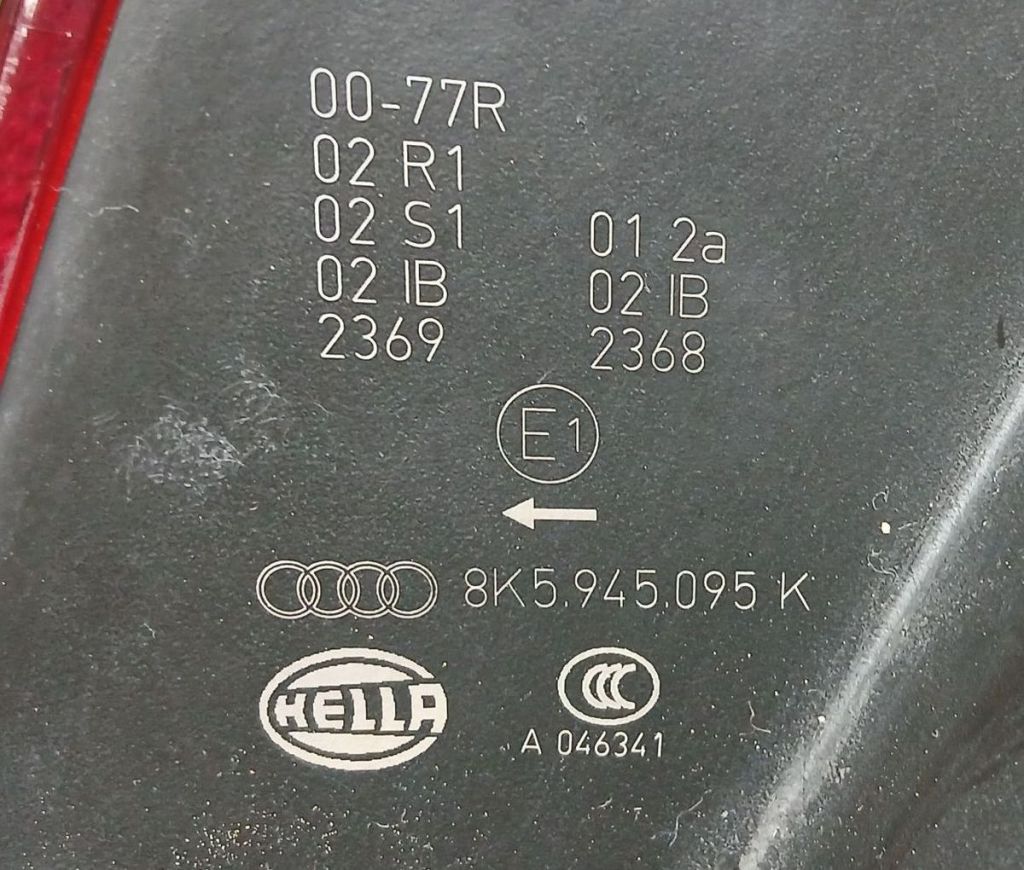 00-77R
02 R1
02 S1
02 IB
2369
01 2a
02 IB
2368
E1
8K5.945.095 K
HELLA
CCC
A 046341